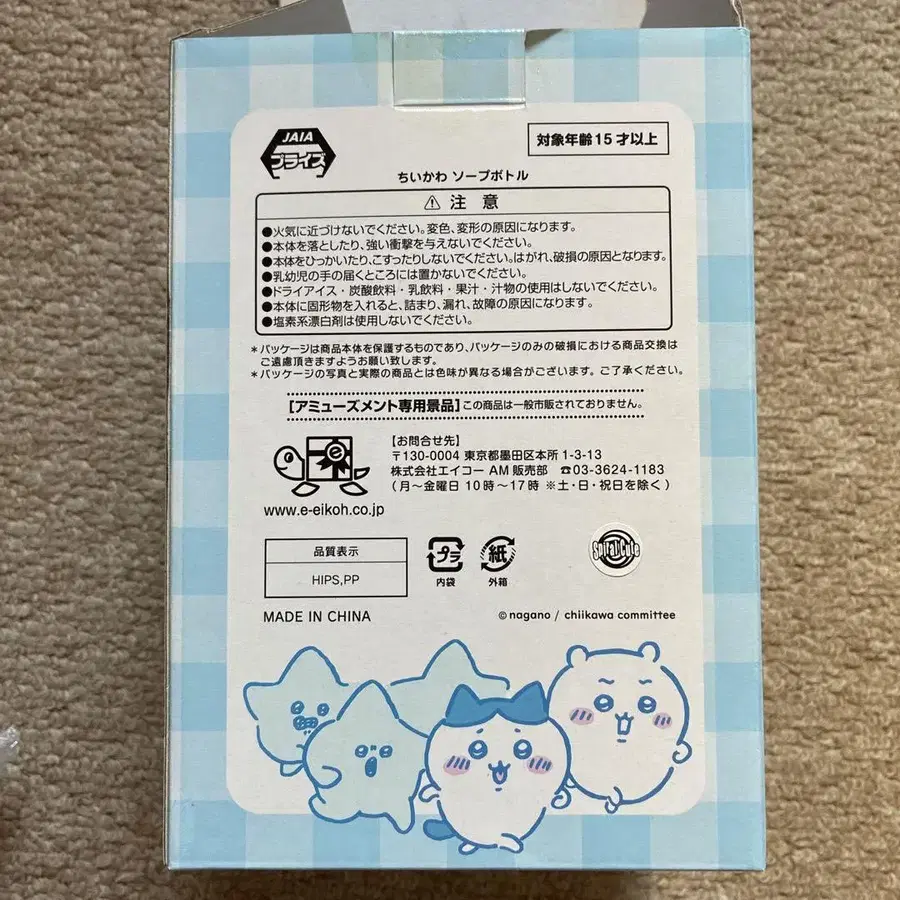 JAIA
プライズ
対象年齢15才以上
ちいかわ ソープボトル
⚠ 注 意
●火気に近づけないでください。変色、変形の原因になります。
●本体を落としたり、強い衝撃を与えないでください。
●本体をひっかいたり、こすったりしないでください。はがれ、破損の原因となります。
●乳幼児の手の届くところには置かないでください。
●ドライアイス・炭酸飲料・乳飲料・果汁・汁物の使用はしないでください。
●本体に固形物を入れると、詰まり、漏れ、故障の原因になります。
●塩素系漂白剤は使用しないでください。
*パッケージは商品本体を保護するものであり、パッケージのみの破損における商品交換は
ご遠慮頂きますようお願い致します。
*パッケージの写真と実際の商品とは色味が異なる場合がございます。ご了承ください。
[アミューズメント専用景品]この商品は一般市販されておりません。
【お問合せ先】
〒130-0004 東京都墨田区本所 1-3-13
株式会社エイコー AM 販売部 ☎03-3624-1183
(月～金曜日 10時～17時 ※土・日・祝日を除く)
e
www.e-eikoh.co.jp
品質表示
HIPS,PP
プラ
内袋
紙
外箱
Spiral Cute
MADE IN CHINA
©nagano / chiikawa committee